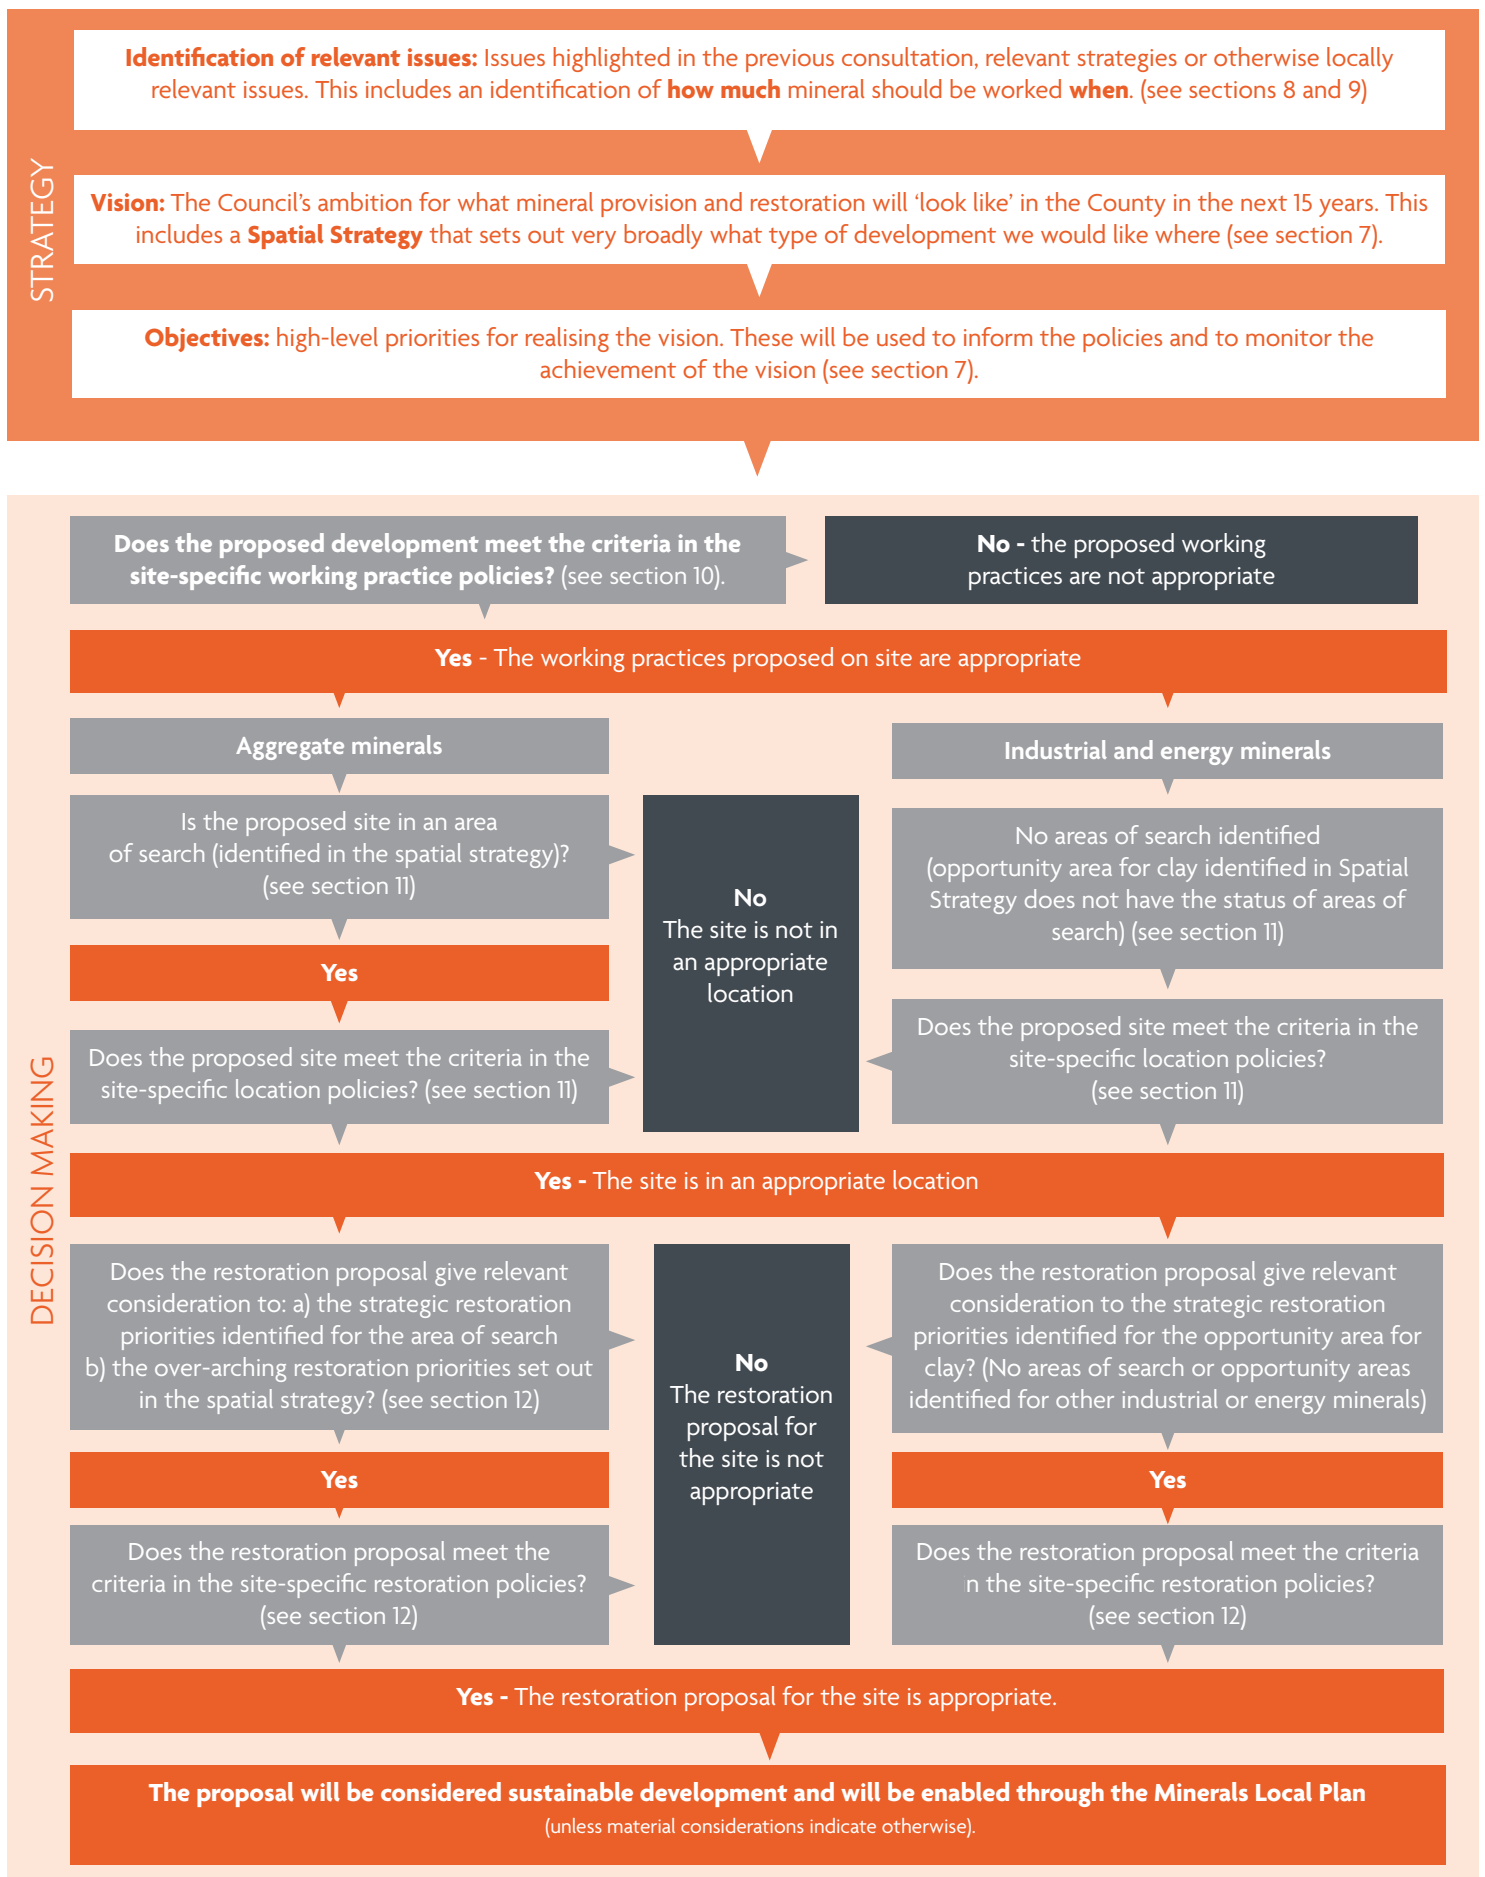 STRATEGY
Identification of relevant issues: Issues highlighted in the previous consultation, relevant strategies or otherwise locally
relevant issues. This includes an identification of how much mineral should be worked when. (see sections 8 and 9)
Vision: The Council's ambition for what mineral provision and restoration will ‘look like’ in the County in the next 15 years. This
includes a Spatial Strategy that sets out very broadly what type of development we would like where (see section 7).
Objectives: high-level priorities for realising the vision. These will be used to inform the policies and to monitor the
achievement of the vision (see section 7).
DECISION MAKING
Does the proposed development meet the criteria in the
site-specific working practice policies? (see section 10).
No - the proposed working
practices are not appropriate
Yes - The working practices proposed on site are appropriate
Aggregate minerals
Is the proposed site in an area
of search (identified in the spatial strategy)?
(see section 11)
Yes
Does the proposed site meet the criteria in the
site-specific location policies? (see section 11)
No
The site is not in
an appropriate
location
Industrial and energy minerals
No areas of search identified
(opportunity area for clay identified in Spatial
Strategy does not have the status of areas of
search) (see section 11)
Does the proposed site meet the criteria in the
site-specific location policies?
(see section 11)
Yes - The site is in an appropriate location
Does the restoration proposal give relevant
consideration to: a) the strategic restoration
priorities identified for the area of search
b) the over-arching restoration priorities set out
in the spatial strategy? (see section 12)
Yes
Does the restoration proposal meet the
criteria in the site-specific restoration policies?
(see section 12)
No
The restoration
proposal for
the site is not
appropriate
Does the restoration proposal give relevant
consideration to the strategic restoration
priorities identified for the opportunity area for
clay? (No areas of search or opportunity areas
identified for other industrial or energy minerals)
Yes
Does the restoration proposal meet the criteria
n the site-specific restoration policies?
(see section 12)
Yes - The restoration proposal for the site is appropriate.
The proposal will be considered sustainable development and will be enabled through the Minerals Local Plan
(unless material considerations indicate otherwise).